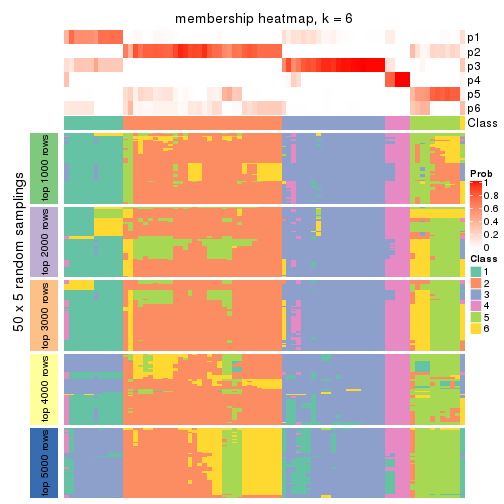 membership heatmap, k = 6
p1
p2
p3
p4
p5
p6
Class
50 x 5 random samplings
top 1000 rows
top 2000 rows
top 3000 rows
top 4000 rows
top 5000 rows
Prob
1
0.8
0.6
0.4
0.2
0
Class
1
2
3
4
5
6